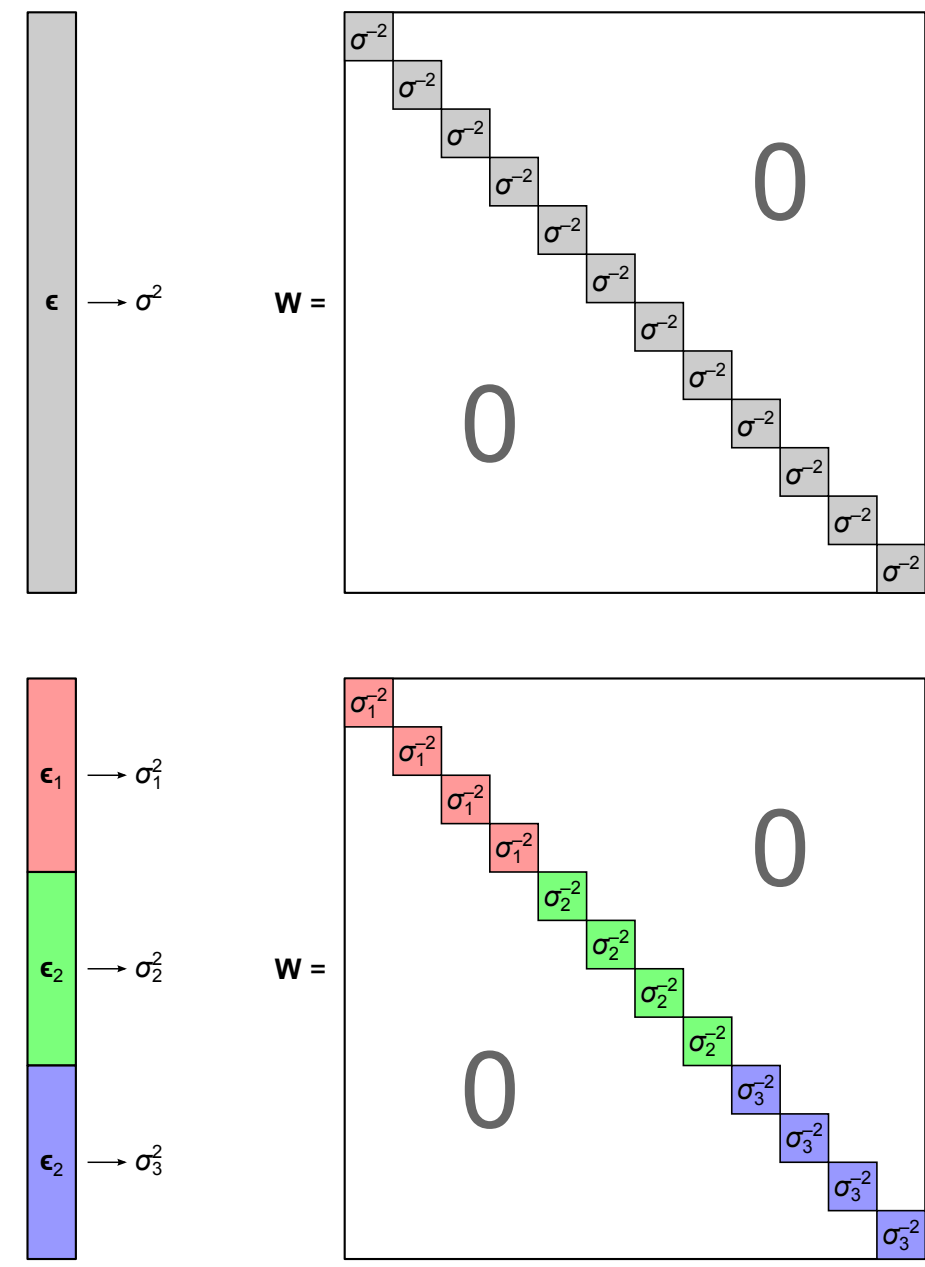 σ⁻²
σ⁻²
σ⁻²
σ⁻²
σ⁻²
σ⁻²
σ⁻²
σ⁻²
σ⁻²
σ⁻²
σ⁻²
σ⁻²
0
0
ϵ → σ²
W =
σ₁⁻²
σ₁⁻²
σ₁⁻²
σ₁⁻²
σ₂⁻²
σ₂⁻²
σ₂⁻²
σ₂⁻²
σ₃⁻²
σ₃⁻²
σ₃⁻²
σ₃⁻²
0
0
ϵ₁ → σ₁²
ϵ₂ → σ₂²
W =
ϵ₂ → σ₃²